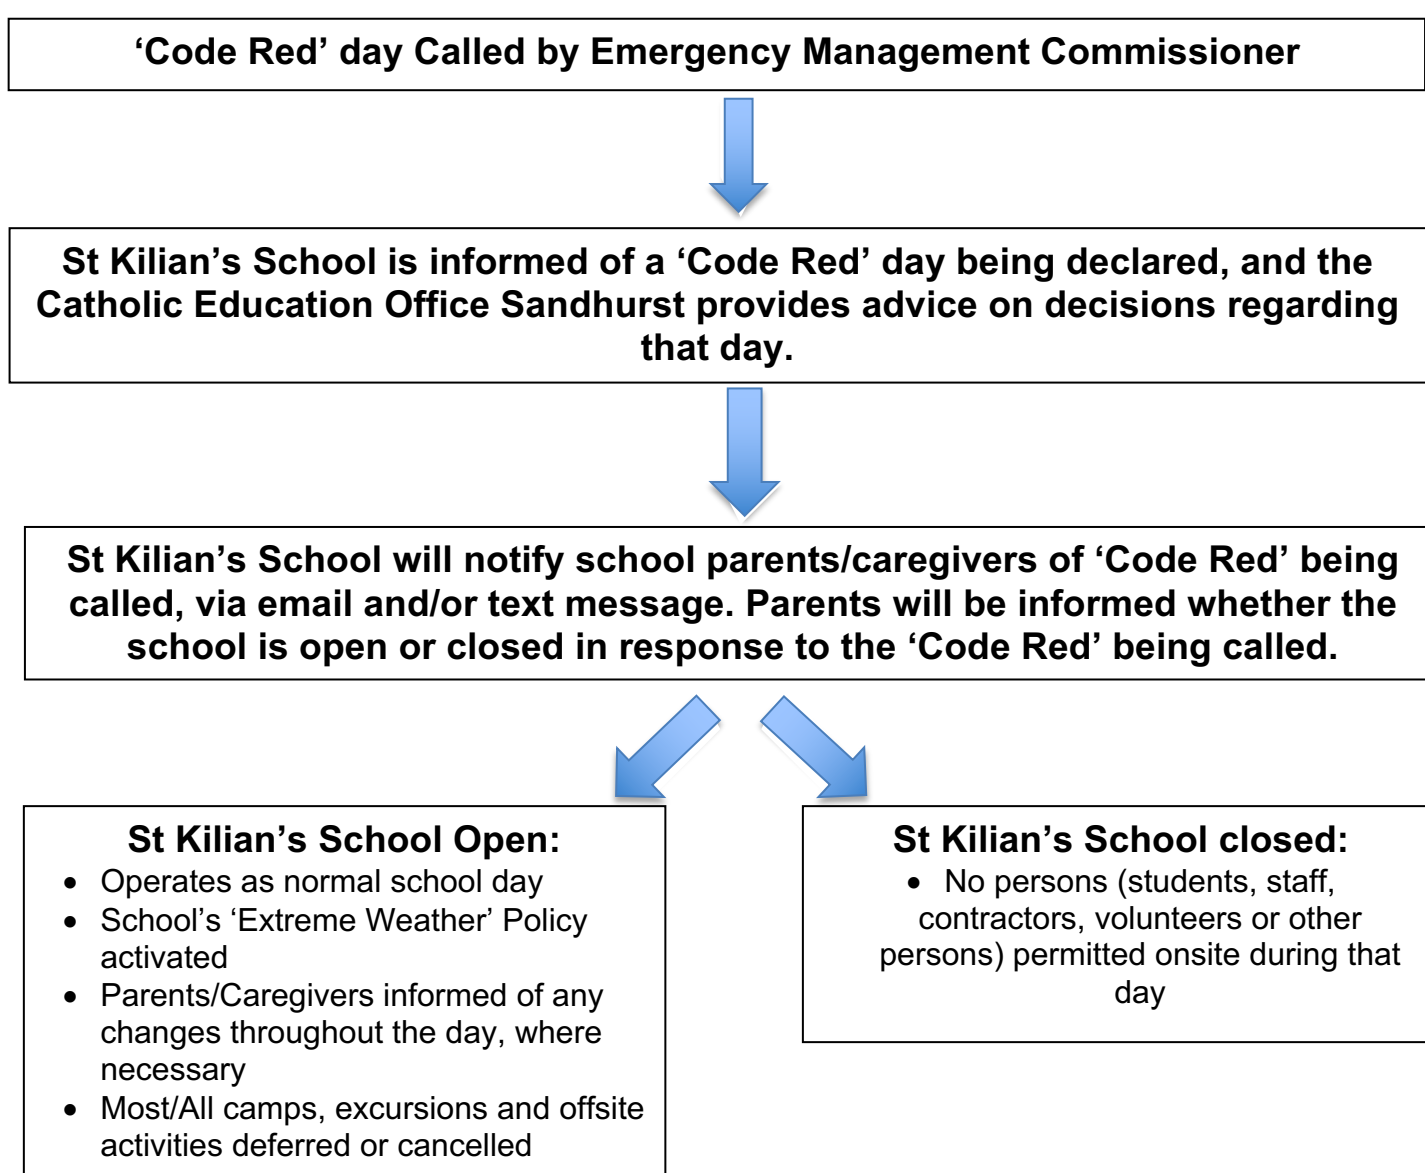 ‘Code Red’ day Called by Emergency Management Commissioner
St Kilian’s School is informed of a ‘Code Red’ day being declared, and the
Catholic Education Office Sandhurst provides advice on decisions regarding
that day.
St Kilian’s School will notify school parents/caregivers of ‘Code Red’ being
called, via email and/or text message. Parents will be informed whether the
school is open or closed in response to the ‘Code Red’ being called.
St Kilian’s School Open:
• Operates as normal school day
• School’s ‘Extreme Weather’ Policy
activated
• Parents/Caregivers informed of any
changes throughout the day, where
necessary
• Most/All camps, excursions and offsite
activities deferred or cancelled
St Kilian’s School closed:
• No persons (students, staff,
contractors, volunteers or other
persons) permitted onsite during that
day